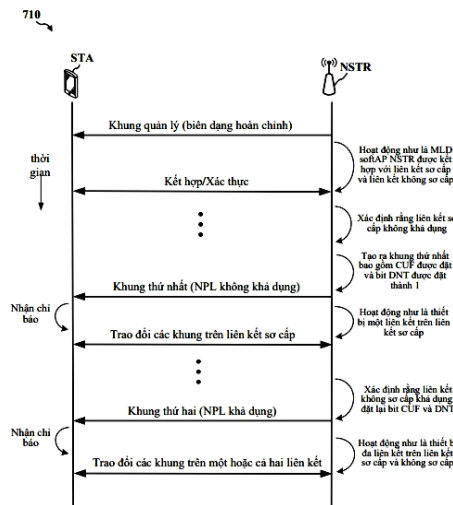 710
STA
NSTR
Khung quản lý (biên dạng hoàn chỉnh)
thời
gian
Hoạt động như là MLD
softAP NSTR được kết
hợp với liên kết sơ cấp
và liên kết không sơ cấp
Kết hợp/Xác thực
Xác định rằng liên kết sơ
cấp không khả dụng
Tạo ra khung thứ nhất
bao gồm CUF được đặt
và bit DNT được đặt
thành 1
Khung thứ nhất (NPL không khả dụng)
Nhận chỉ
báo
Hoạt động như là thiết
bị một liên kết trên liên
kết sơ cấp
Trao đổi các khung trên liên kết sơ cấp
Xác định rằng liên kết
không sơ cấp khả dụng
đặt lại bit CUF và DNT
Khung thứ hai (NPL khả dụng)
Nhận chỉ
báo
Hoạt động như là thiết b
đa liên kết trên liên kết
sơ cấp và không sơ cấp
Trao đổi các khung trên một hoặc cả hai liên kết